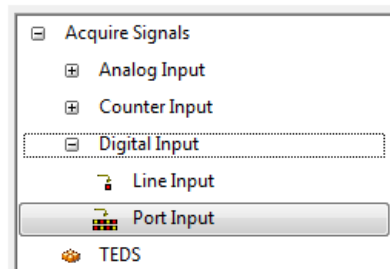 Acquire Signals
Analog Input
Counter Input
Digital Input
Line Input
Port Input
TEDS